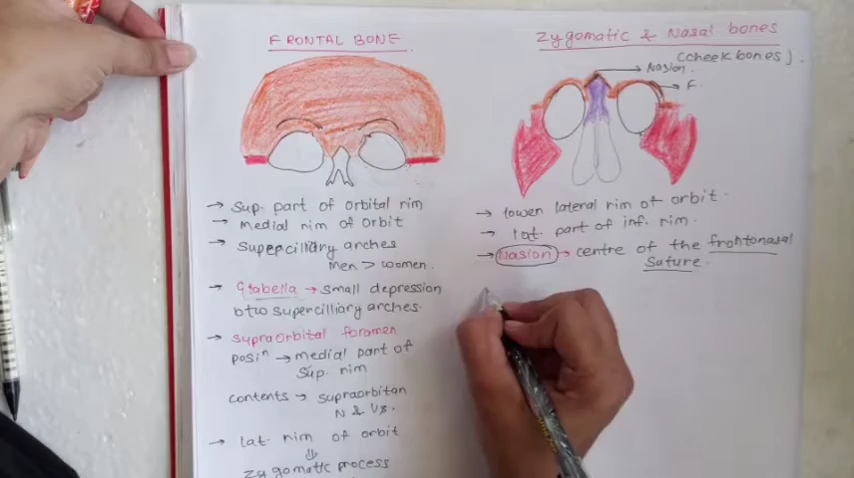 FRONTAL BONE
→ sup. part of orbital rim
→ medial rim of orbit
→ superciliary arches
men > women.
→ Glabella → small depression
btw supercilliary arches.
→ supraorbital foramen
posiⁿ → medial part of
sup. rim
contents → supraorbital
N & VB.
→ lat. rim of orbit
⇓
zygomatic process
Zygomatic & Nasal bones
(cheek bones).
Nasion.
F.
→ lower lateral rim of orbit.
→ lat. part of inf. rim.
→ Nasion → centre of the frontonasal
suture.